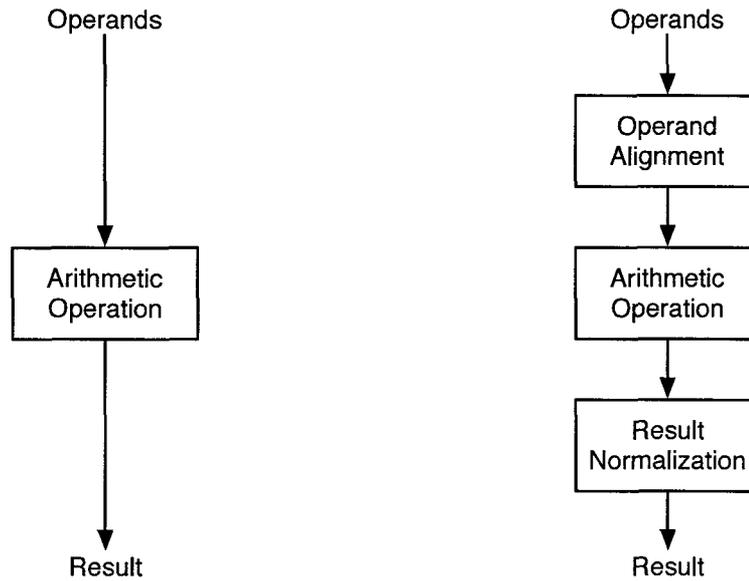 Operands
Arithmetic
Operation
Result
Operands
Operand
Alignment
Arithmetic
Operation
Result
Normalization
Result